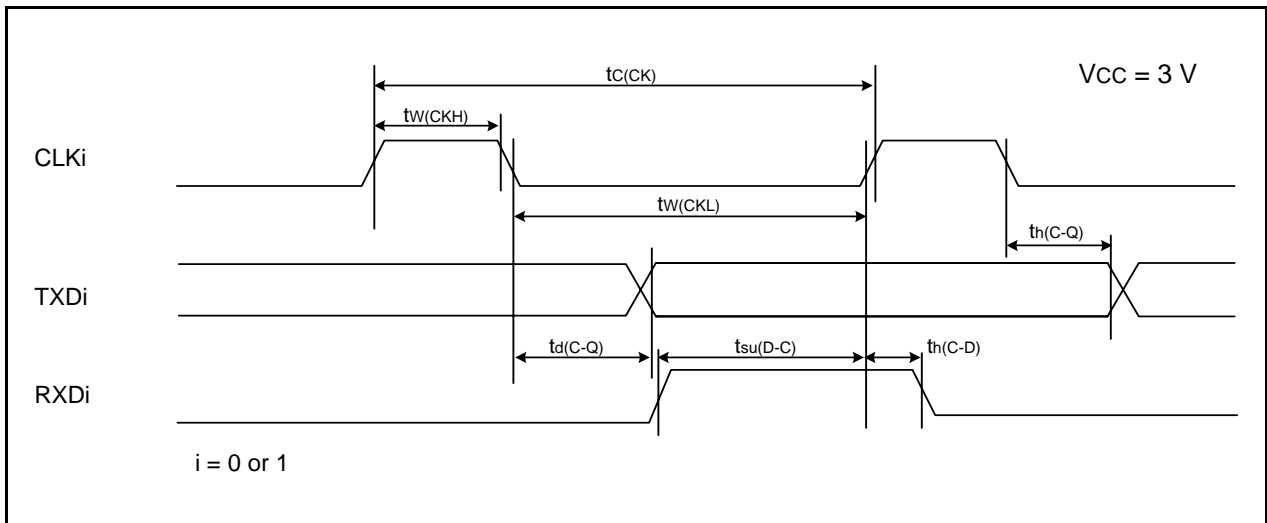 tC(CK)
VCC = 3 V
tW(CKH)
CLKi
tW(CKL)
th(C-Q)
TXDi
td(C-Q)
tsu(D-C)
th(C-D)
RXDi
i = 0 or 1